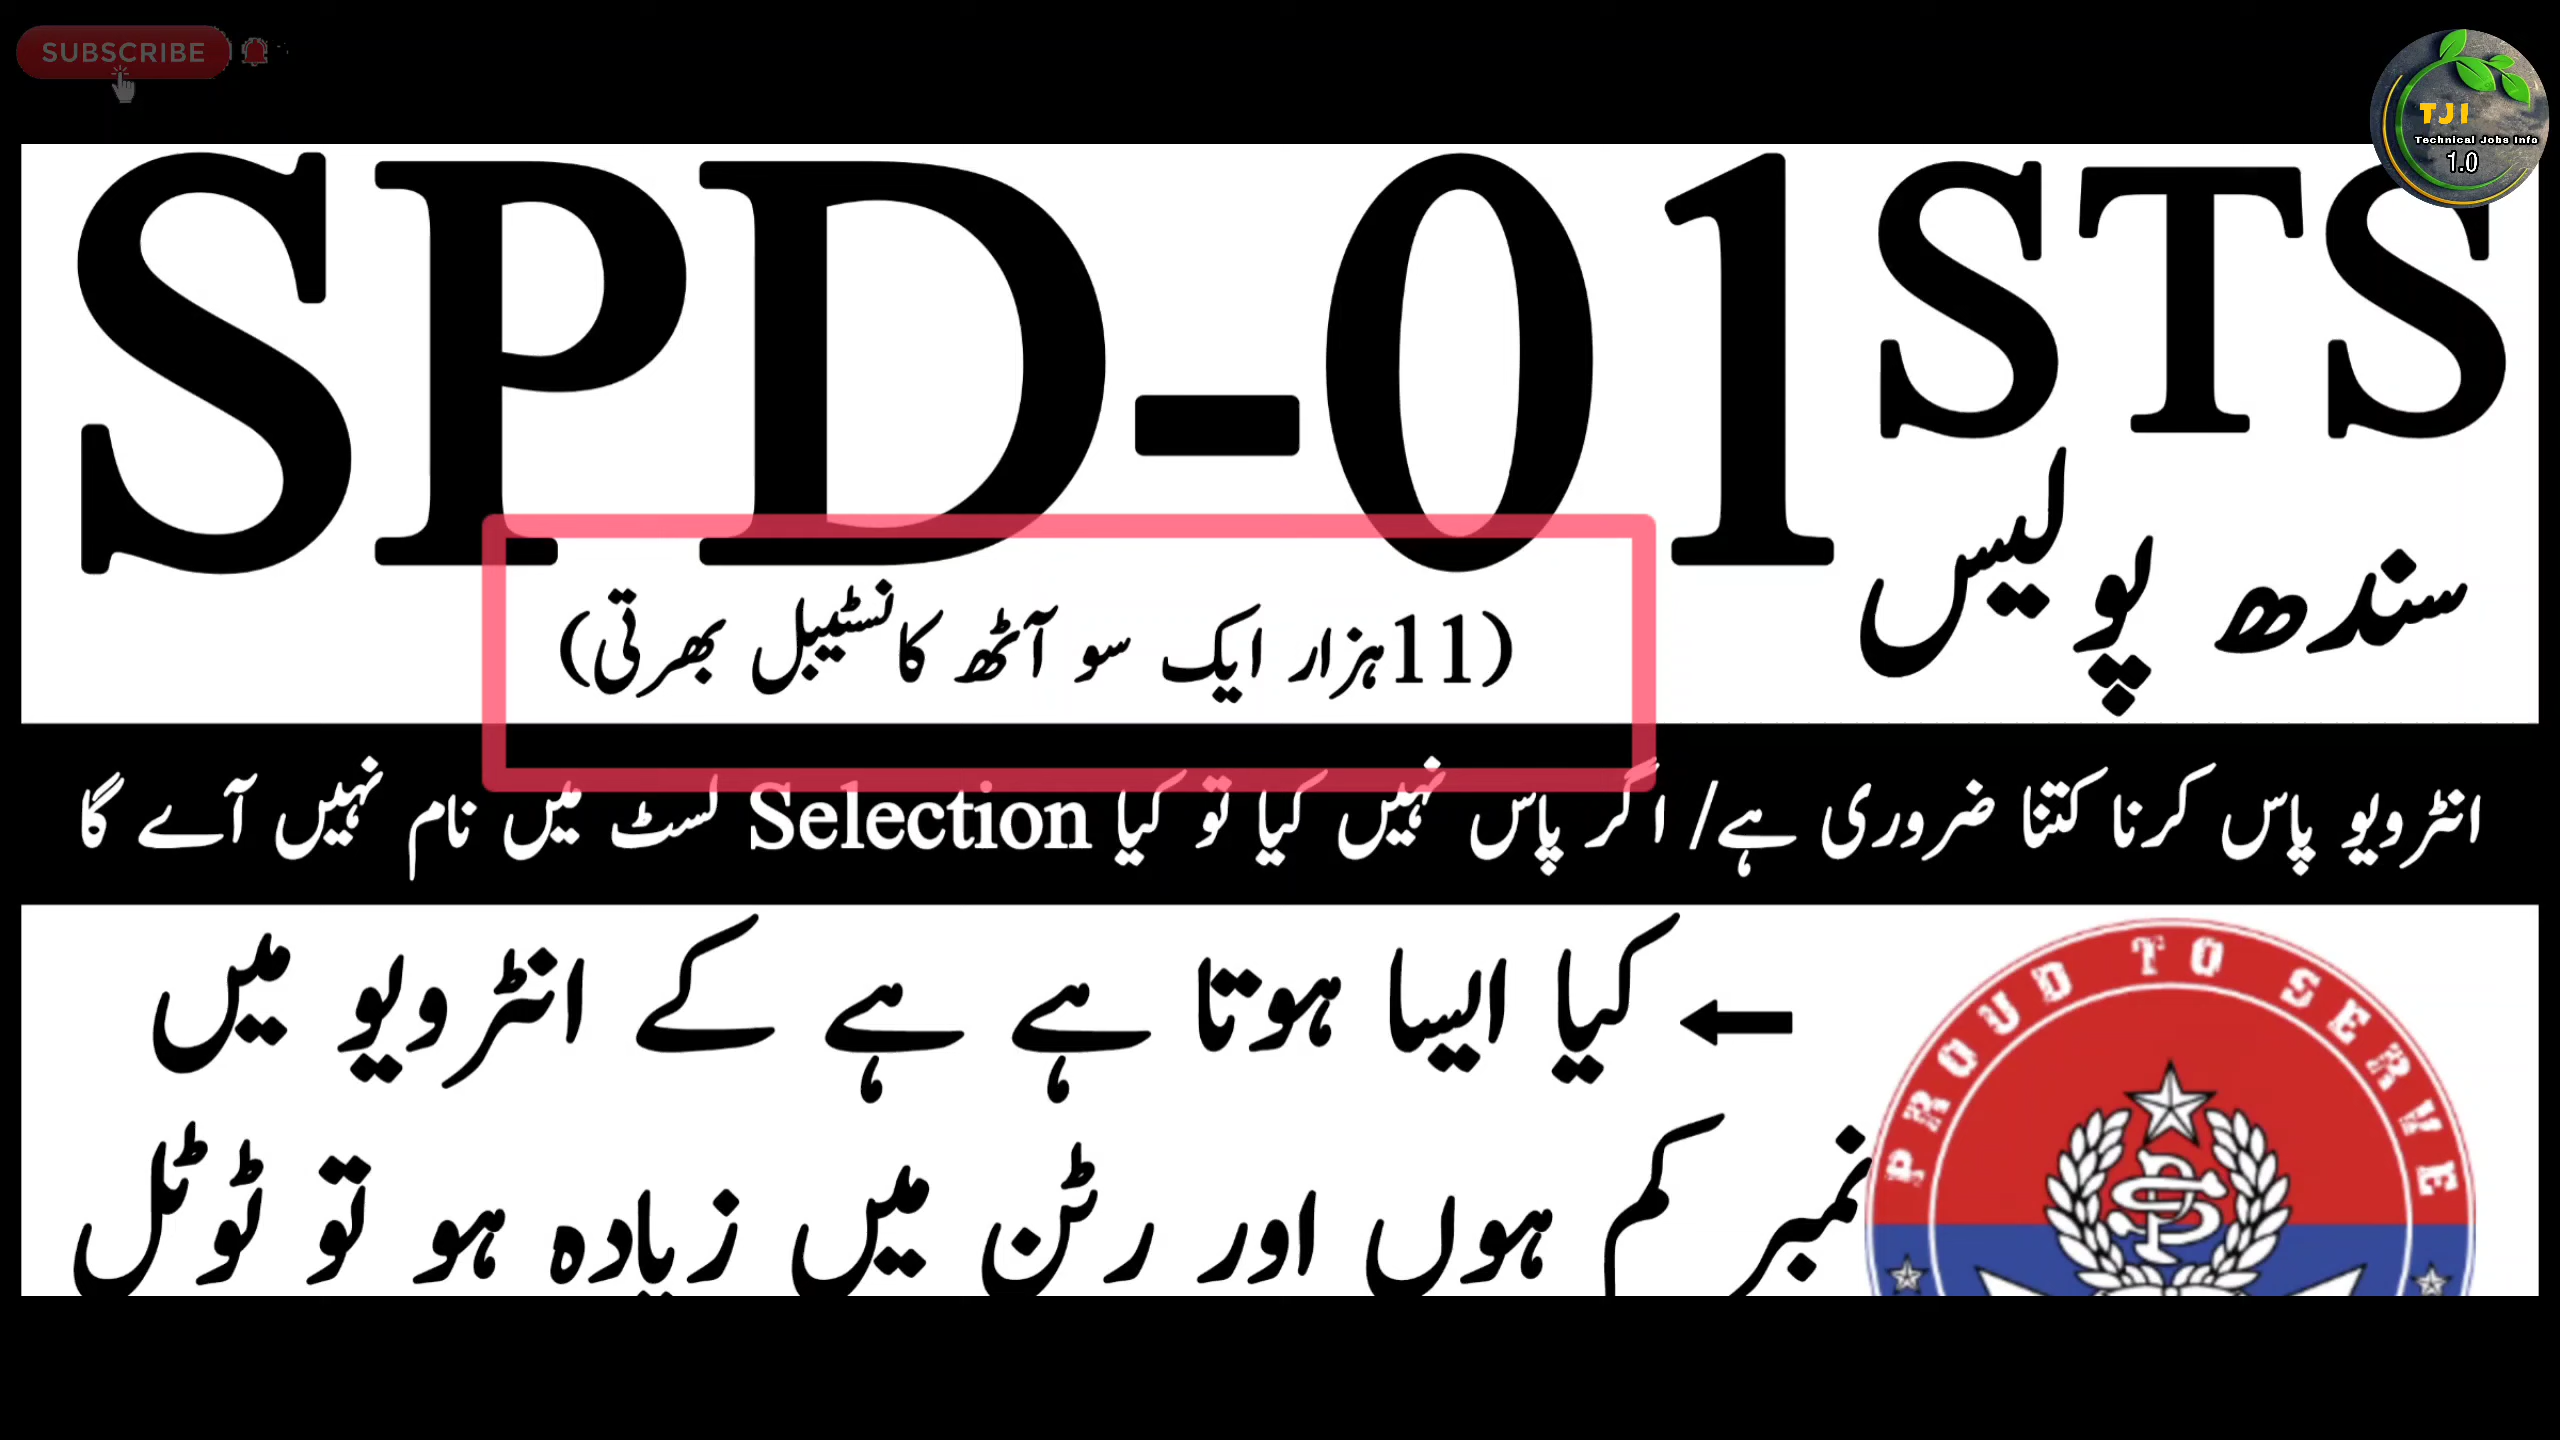 SUBSCRIBE
TJI
Technical Jobs Info
1.0
SPD-01 STS
سندھ پولیس
(11ہزار ایک سو آٹھ کانسٹیبل بھرتی)
انٹرویو پاس کرنا کتنا ضروری ہے/ اگر پاس نہیں کیا تو کیا Selection لسٹ میں نام نہیں آے گا
← کیا ایسا ہوتا ہے ہے کے انٹرویو میں
نمبر کم ہوں اور رٹن میں زیادہ ہو تو ٹوٹل
PROUD TO SERVE
SP